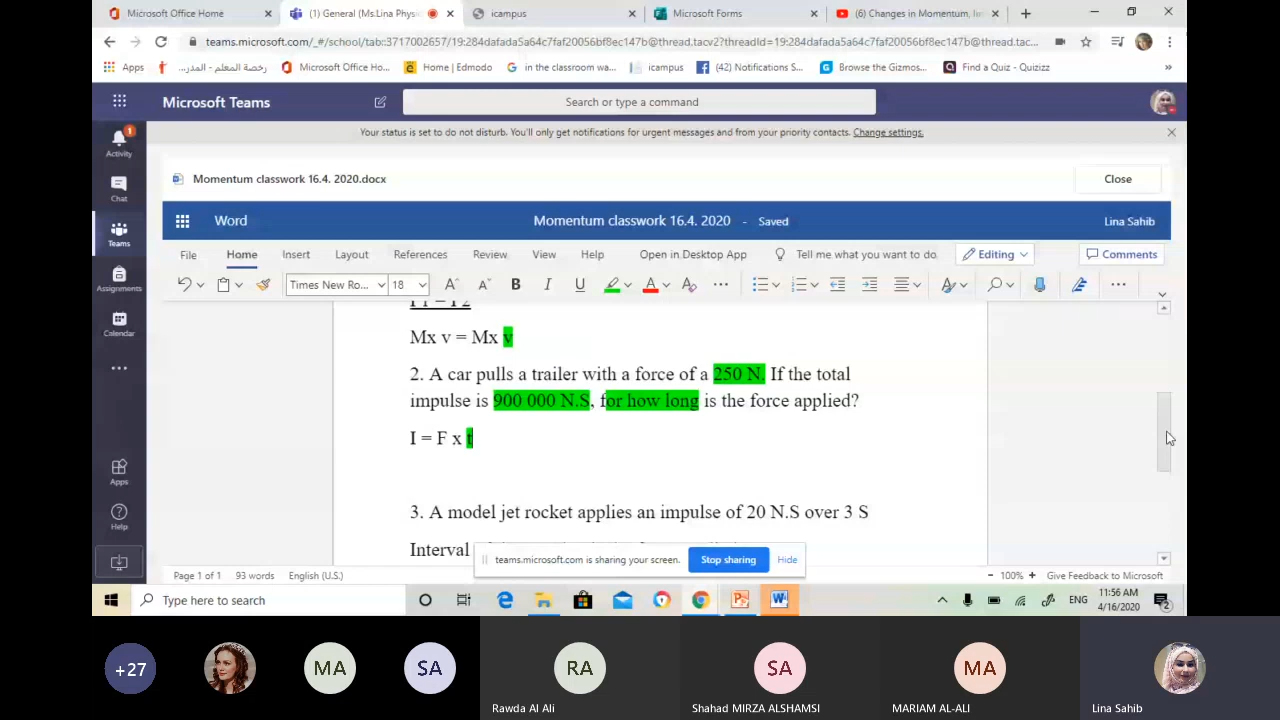 Microsoft Office Home
(1) General (Ms.Lina Physi
icampus
Microsoft Forms
(6) Changes in Momentum, Im
teams.microsoft.com/_#/school/tab::3717002657/19:284dafada5a64c7faf20056bf8ec147b@thread.tacv2?threadId=19:284dafada5a64c7faf20056bf8ec147b@thread.tac...
Apps
رخصة المعلم - المدر...
Microsoft Office Ho...
Home | Edmodo
in the classroom wa...
icampus
(42) Notifications S...
Browse the Gizmos...
Find a Quiz - Quizizz
»
Microsoft Teams
Search or type a command
Your status is set to do not disturb. You'll only get notifications for urgent messages and from your priority contacts. Change settings.
Activity
Chat
Teams
Assignments
Calendar
Apps
Help
Momentum classwork 16.4. 2020.docx
Close
Word
Momentum classwork 16.4. 2020 - Saved
Lina Sahib
File Home Insert Layout References Review View Help Open in Desktop App Tell me what you want to do Editing Comments
Times New Ro... 18 B I U A
Mx v = Mx v
2. A car pulls a trailer with a force of a 250 N. If the total
impulse is 900 000 N.S, for how long is the force applied?
I = F x t
3. A model jet rocket applies an impulse of 20 N.S over 3 S
Interval
teams.microsoft.com is sharing your screen. Stop sharing Hide
Page 1 of 1 93 words English (U.S.) - 100% + Give Feedback to Microsoft
Type here to search
ENG
11:56 AM
4/16/2020
2
+27
MA
SA
RA
SA
MA
Rawda Al Ali
Shahad MIRZA ALSHAMSI
MARIAM AL-ALI
Lina Sahib